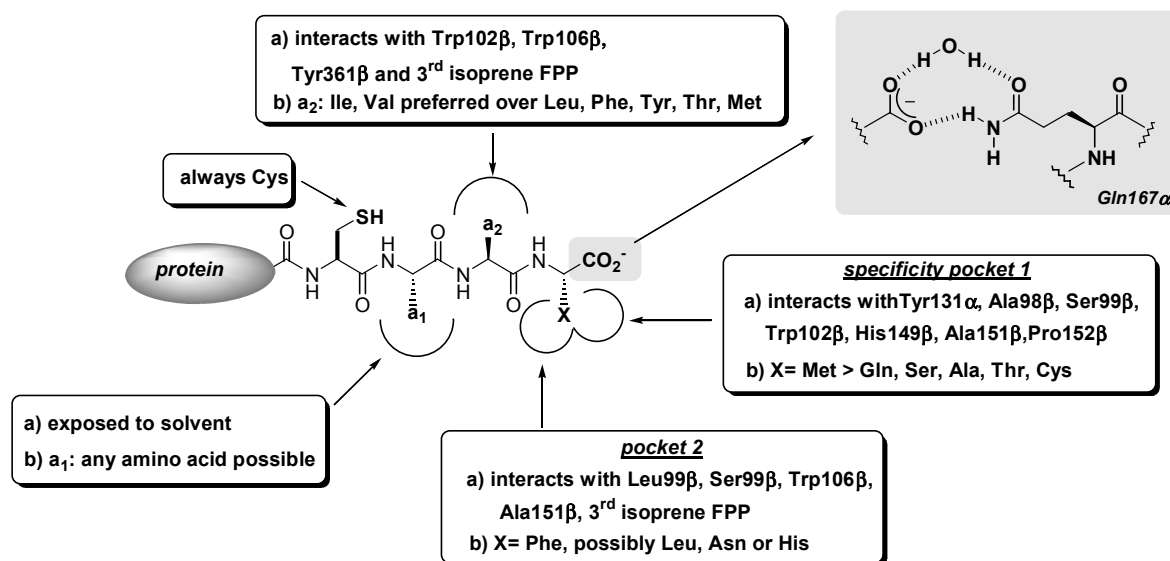 a) interacts with Trp102β, Trp106β,
Tyr361β and 3rd isoprene FPP
b) a2: Ile, Val preferred over Leu, Phe, Tyr, Thr, Met
always Cys
SH
a2
O
O
O
H
N
H
N
N
H
N
H
O
O
CO2-
protein
a1
X
H
O
H
O
O
−
H
N
H
O
O
NH
Gln167α
specificity pocket 1
a) interacts withTyr131α, Ala98β, Ser99β,
Trp102β, His149β, Ala151β,Pro152β
b) X= Met > Gln, Ser, Ala, Thr, Cys
a) exposed to solvent
b) a1: any amino acid possible
pocket 2
a) interacts with Leu99β, Ser99β, Trp106β,
Ala151β, 3rd isoprene FPP
b) X= Phe, possibly Leu, Asn or His